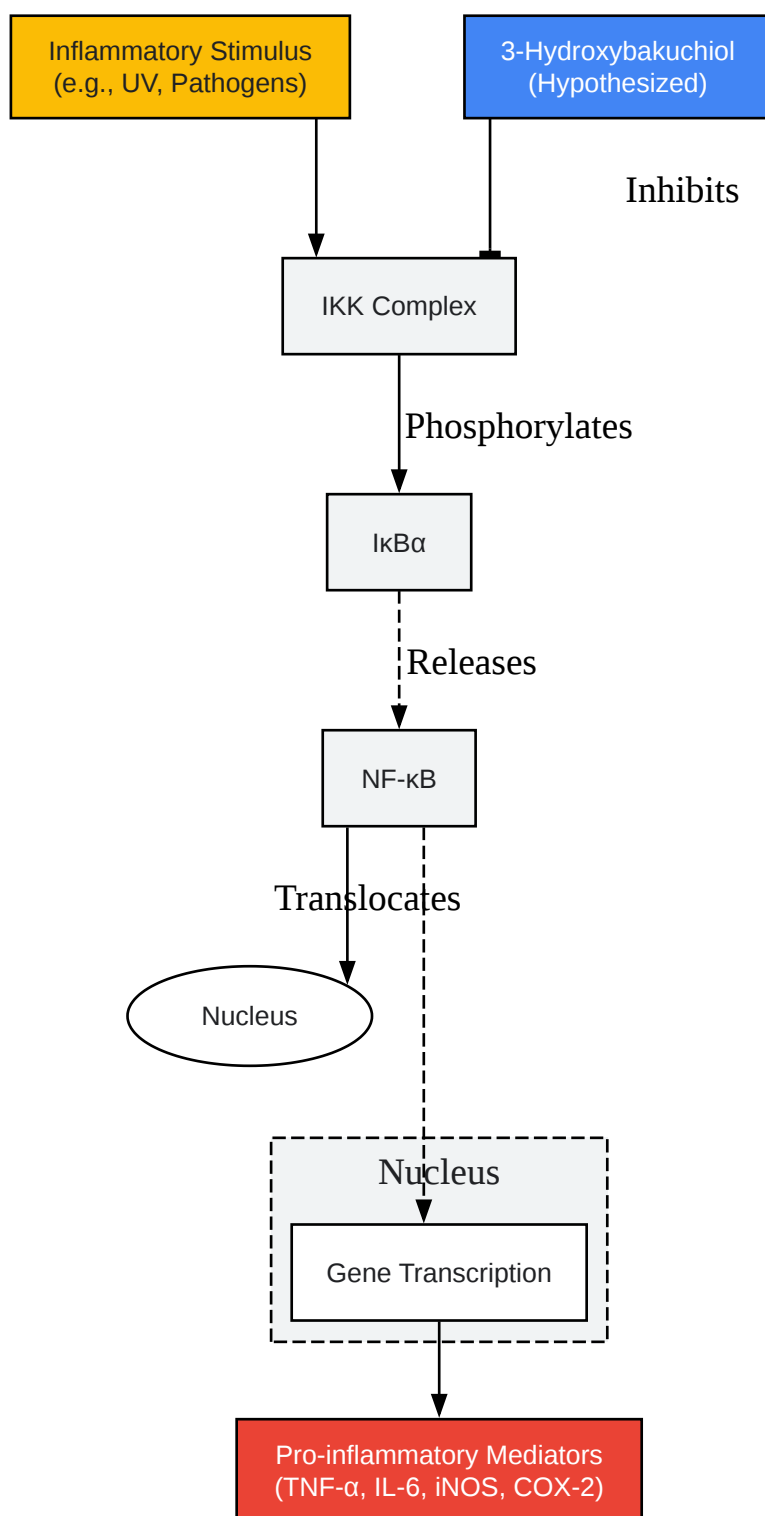 Inflammatory Stimulus
(e.g., UV, Pathogens)
3-Hydroxybakuchiol
(Hypothesized)
Inhibits
IKK Complex
Phosphorylates
IκBα
Releases
NF-κB
Translocates
Nucleus
Nucleus
Gene Transcription
Pro-inflammatory Mediators
(TNF-α, IL-6, iNOS, COX-2)